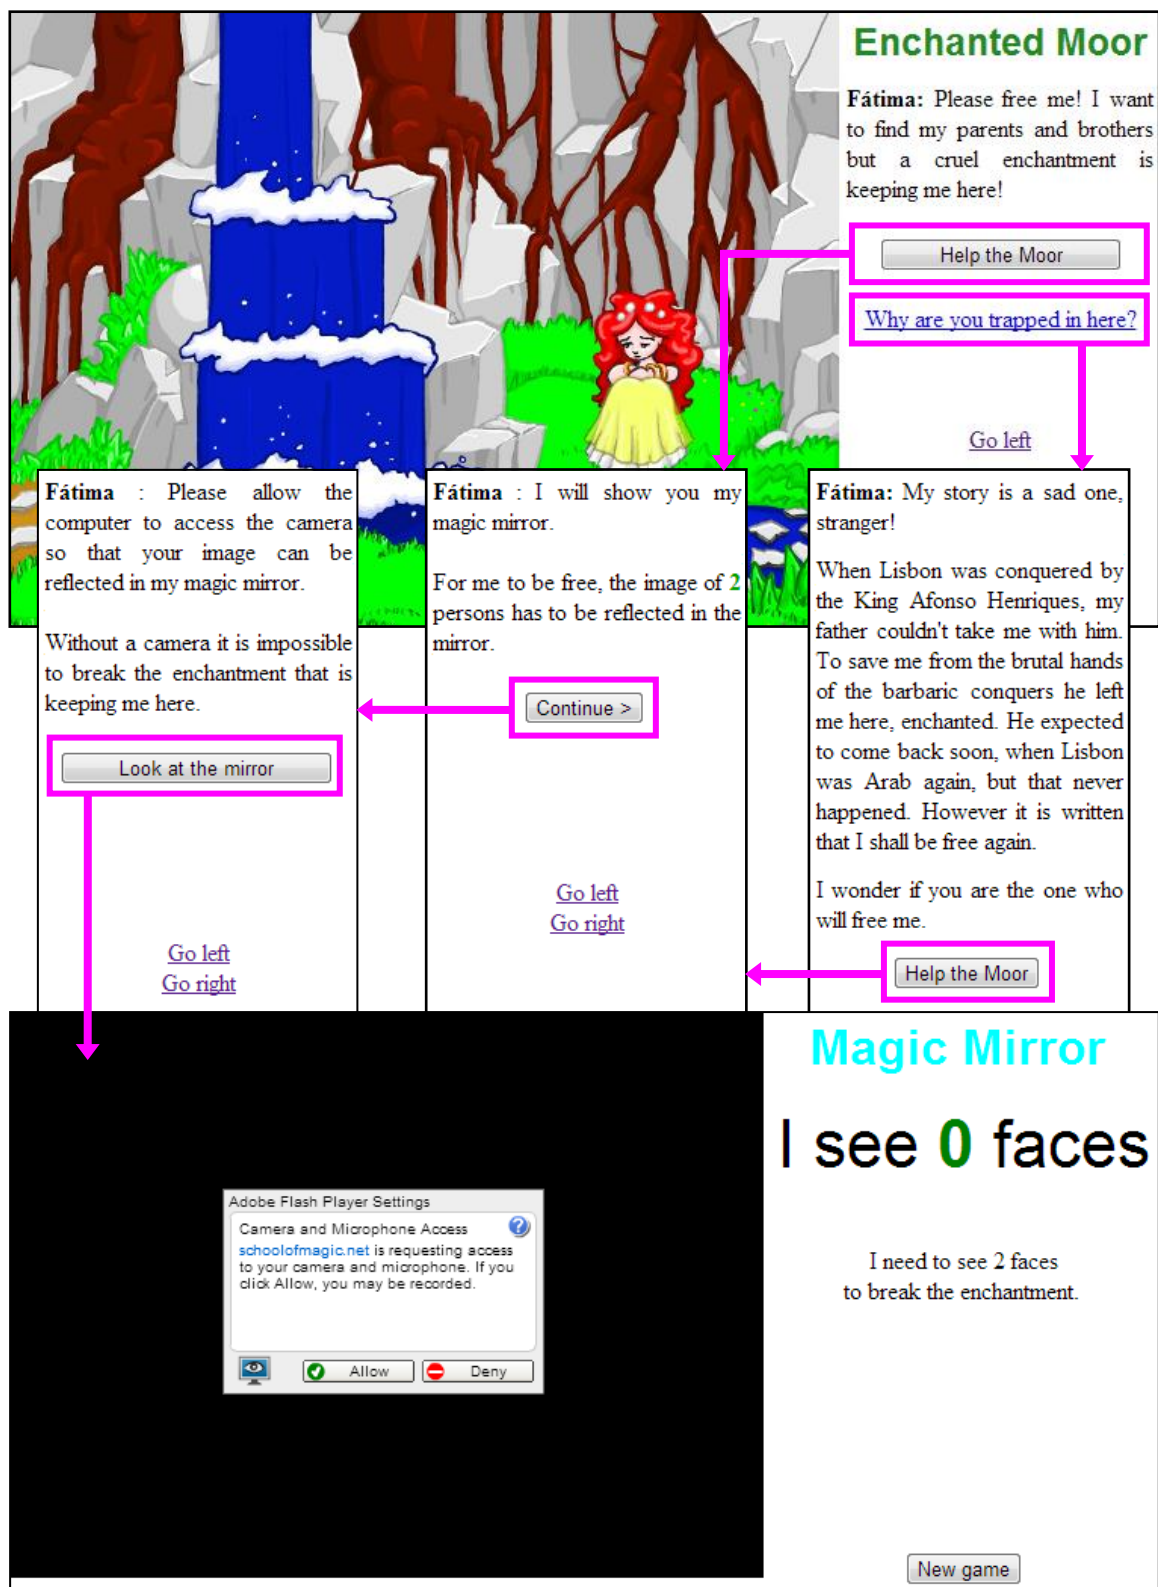 Enchanted Moor
Fátima: Please free me! I want
to find my parents and brothers
but a cruel enchantment is
keeping me here!
Help the Moor
Why are you trapped in here?
Go left
Fátima : Please allow the
computer to access the camera
so that your image can be
reflected in my magic mirror.
Without a camera it is impossible
to break the enchantment that is
keeping me here.
Look at the mirror
Go left
Go right
Fátima : I will show you my
magic mirror.
For me to be free, the image of 2
persons has to be reflected in the
mirror.
Continue >
Go left
Go right
Fátima: My story is a sad one,
stranger!
When Lisbon was conquered by
the King Afonso Henriques, my
father couldn't take me with him.
To save me from the brutal hands
of the barbaric conquers he left
me here, enchanted. He expected
to come back soon, when Lisbon
was Arab again, but that never
happened. However it is written
that I shall be free again.
I wonder if you are the one who
will free me.
Help the Moor
Magic Mirror
I see 0 faces
Adobe Flash Player Settings
Camera and Microphone Access
schoolofmagic.net is requesting access
to your camera and microphone. If you
click Allow, you may be recorded.
Allow
Deny
I need to see 2 faces
to break the enchantment.
New game